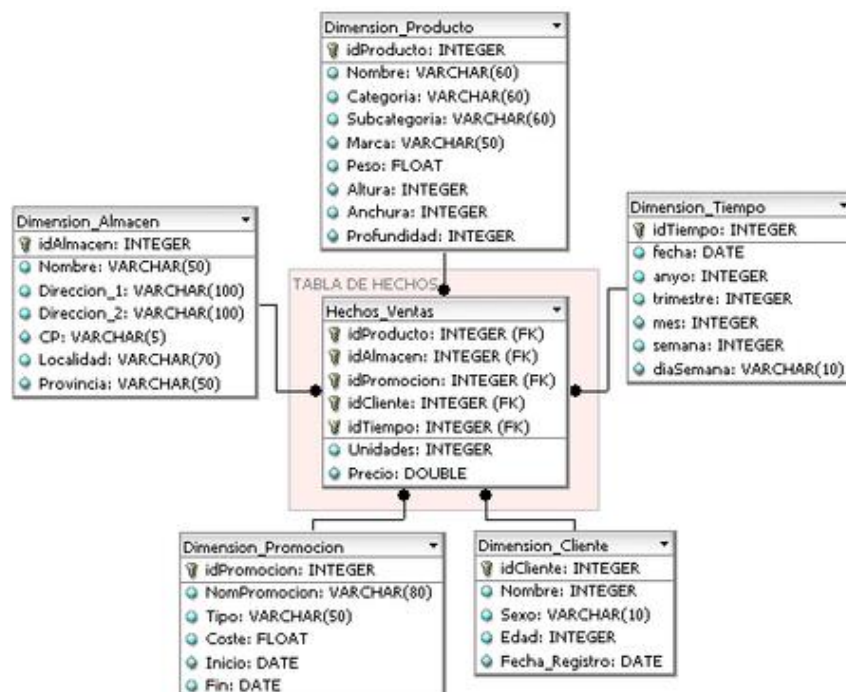 Dimension_Producto
idProducto: INTEGER
Nombre: VARCHAR(60)
Categoria: VARCHAR(60)
Subcategoria: VARCHAR(60)
Marca: VARCHAR(50)
Peso: FLOAT
Altura: INTEGER
Anchura: INTEGER
Profundidad: INTEGER
Dimension_Almacen
idAlmacen: INTEGER
Nombre: VARCHAR(50)
Direccion_1: VARCHAR(100)
Direccion_2: VARCHAR(100)
CP: VARCHAR(5)
Localidad: VARCHAR(70)
Provincia: VARCHAR(50)
Dimension_Tiempo
idTiempo: INTEGER
fecha: DATE
anyo: INTEGER
trimestre: INTEGER
mes: INTEGER
semana: INTEGER
diaSemana: VARCHAR(10)
TABLA DE HECHOS
Hechos_Ventas
idProducto: INTEGER (FK)
idAlmacen: INTEGER (FK)
idPromocion: INTEGER (FK)
idCliente: INTEGER (FK)
idTiempo: INTEGER (FK)
Unidades: INTEGER
Precio: DOUBLE
Dimension_Promocion
idPromocion: INTEGER
NomPromocion: VARCHAR(80)
Tipo: VARCHAR(50)
Coste: FLOAT
Inicio: DATE
Fin: DATE
Dimension_Cliente
idCliente: INTEGER
Nombre: INTEGER
Sexo: VARCHAR(10)
Edad: INTEGER
Fecha_Registro: DATE